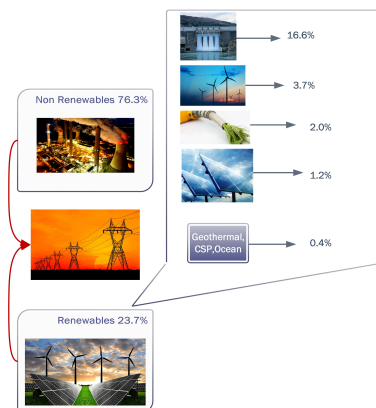 16.6%
3.7%
Non Renewables 76.3%
2.0%
1.2%
Geothermal,
CSP,Ocean
0.4%
Renewables 23.7%